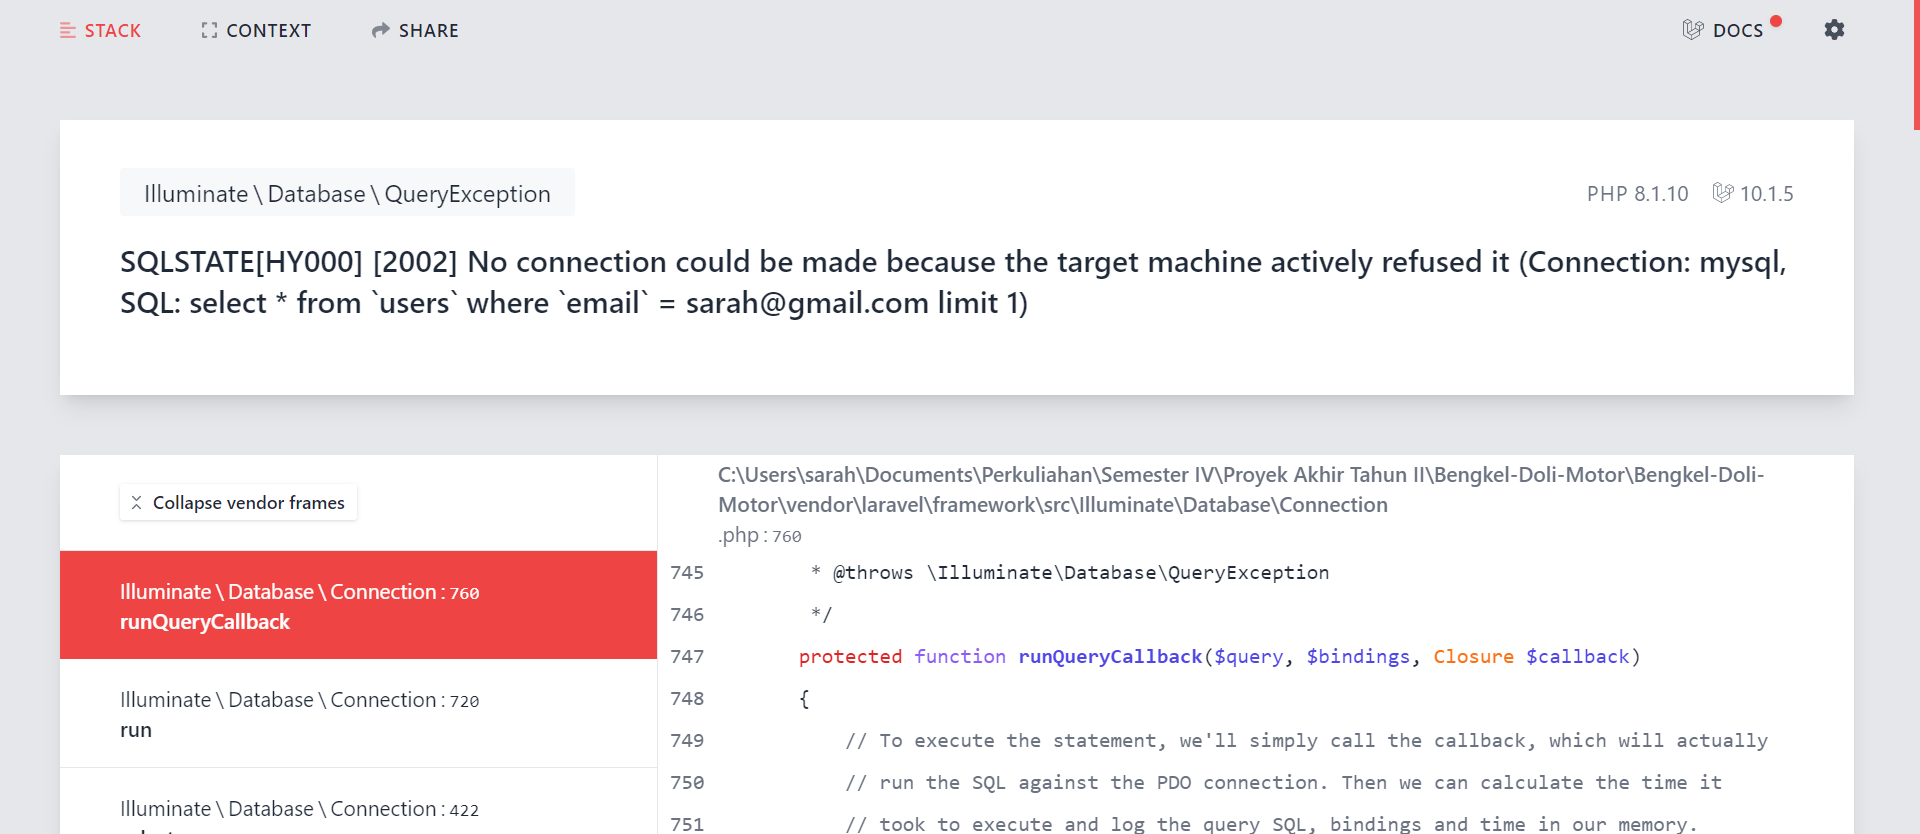 STACK
CONTEXT
SHARE
DOCS
Illuminate \ Database \ QueryException
PHP 8.1.10
10.1.5
SQLSTATE[HY000] [2002] No connection could be made because the target machine actively refused it (Connection: mysql,
SQL: select * from `users` where `email` = sarah@gmail.com limit 1)
Collapse vendor frames
Illuminate \ Database \ Connection : 760
runQueryCallback
Illuminate \ Database \ Connection : 720
run
Illuminate \ Database \ Connection : 422
C:\Users\sarah\Documents\Perkuliahan\Semester IV\Proyek Akhir Tahun II\Bengkel-Doli-Motor\Bengkel-Doli-
Motor\vendor\laravel\framework\src\Illuminate\Database\Connection
.php : 760
745 * @throws \Illuminate\Database\QueryException
746 */
747 protected function runQueryCallback($query, $bindings, Closure $callback)
748 {
749 // To execute the statement, we'll simply call the callback, which will actually
750 // run the SQL against the PDO connection. Then we can calculate the time it
751 // took to execute and log the query SQL, bindings and time in our memory.